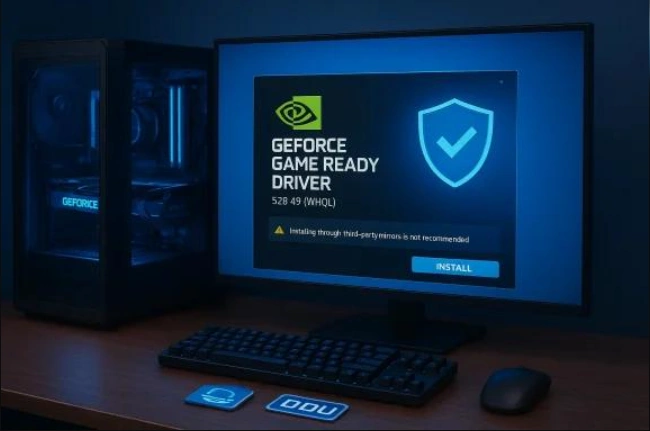 GEFORCE
GEFORCE
GAME READY
DRIVER
528 49 (WHQL)
Installing through third-party mirrors is not recommended
INSTALL
DDU